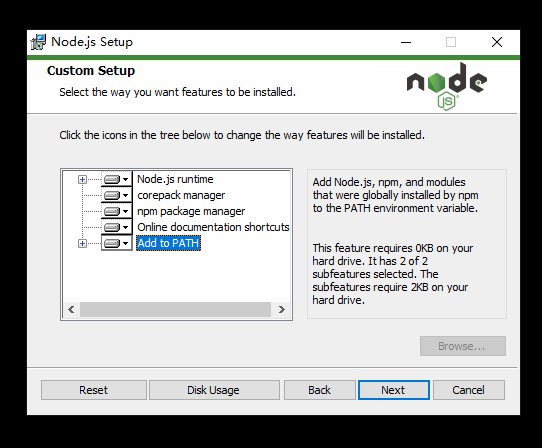 Node.js Setup
Custom Setup
Select the way you want features to be installed.
node
JS
Click the icons in the tree below to change the way features will be installed.
Node.js runtime
corepack manager
npm package manager
Online documentation shortcuts
Add to PATH
Add Node.js, npm, and modules
that were globally installed by npm
to the PATH environment variable.
This feature requires 0KB on your
hard drive. It has 2 of 2
subfeatures selected. The
subfeatures require 2KB on your
hard drive.
Browse...
Reset
Disk Usage
Back
Next
Cancel